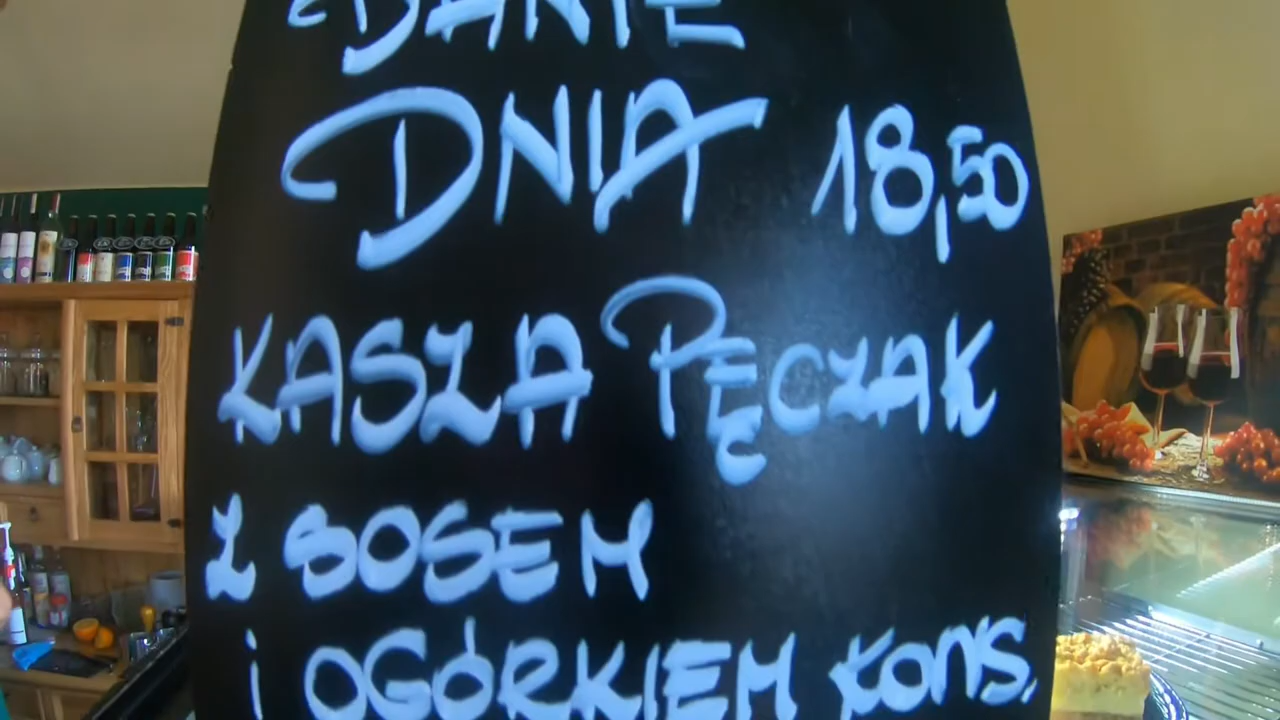 DANIE
DNIA 18,50
KASZA PĘCZAK
Z SOSEM
i OGÓRKIEM KONS.